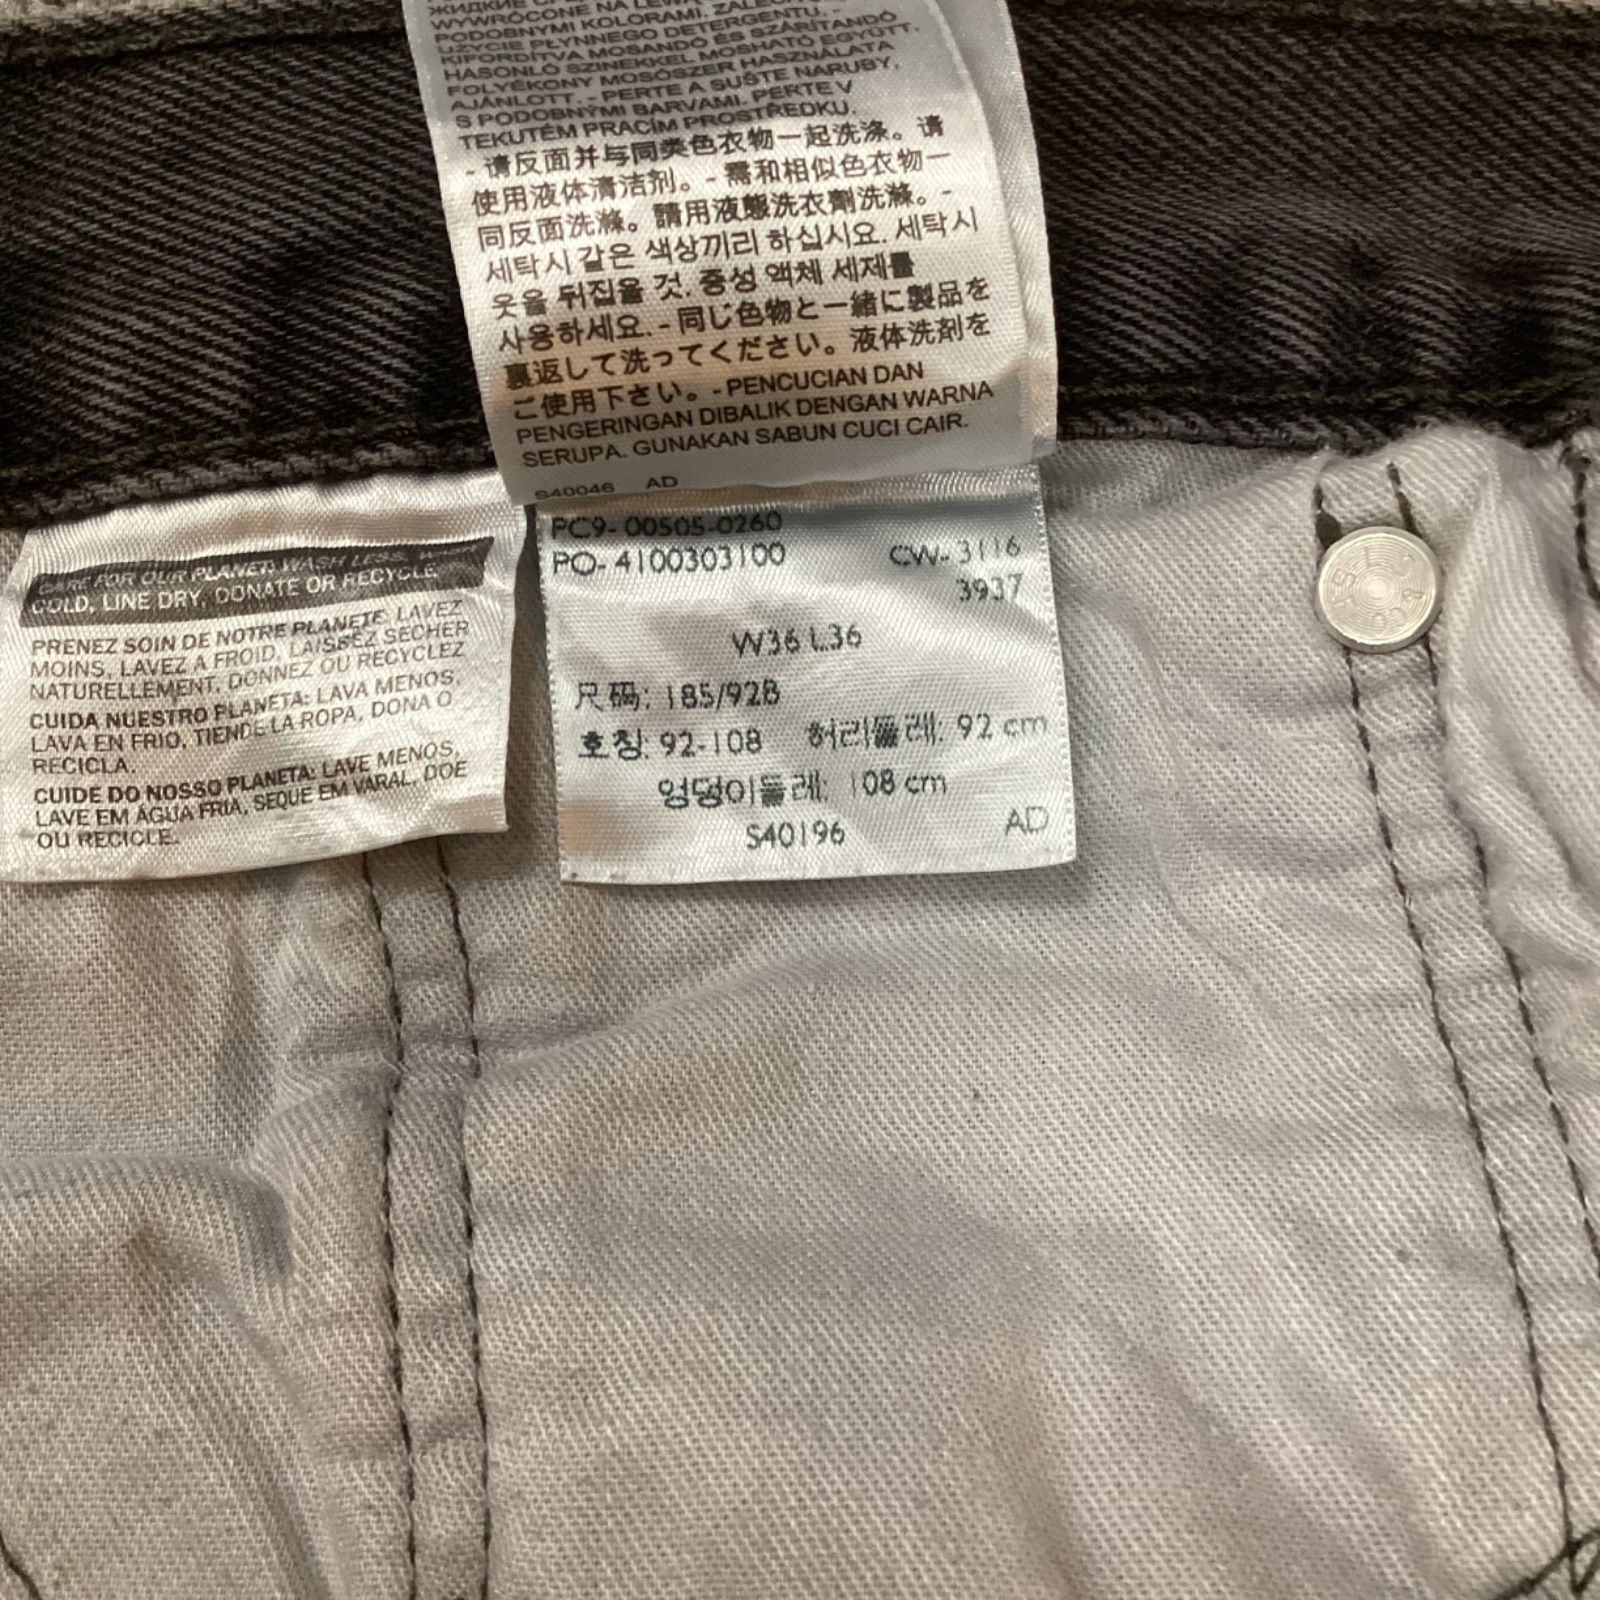 ЖИДКИЕ
WYWRÓCONE NA LEWĄ
PODOBNYMI KOLORAMI. ZALEC
UŻYCIE PŁYNNEGO DETERGENTU. -
KIFORDÍTVA MOSANDÓ ÉS SZÁRÍTANDÓ
HASONLÓ SZINEKKEL MOSHATÓ EGYÜTT.
FOLYÉKONY MOSÓSZER HASZNÁLATA
AJÁNLOTT. - PERTE A SUŠTE NARUBY,
S PODOBNÝMI BARVAMI. PERTE V
TEKUTÉM PRACÍM PROSTŘEDKU.
- 请反面并与同类色衣物一起洗涤。请
使用液体清洁剂。- 需和相似色衣物一
同反面洗滌。請用液態洗衣劑洗滌。-
세탁시 같은 색상끼리 하십시요. 세탁시
옷을 뒤집을 것. 중성 액체 세제를
사용하세요. - 同じ色物と一緒に製品を
裏返して洗ってください。液体洗剤を
ご使用下さい。- PENCUCIAN DAN
PENGERINGAN DIBALIK DENGAN WARNA
SERUPA. GUNAKAN SABUN CUCI CAIR.
S40046 AD
CARE FOR OUR PLANET: WASH LESS, WASH
COLD, LINE DRY, DONATE OR RECYCLE.
PRENEZ SOIN DE NOTRE PLANETE: LAVEZ
MOINS, LAVEZ A FROID, LAISSEZ SÉCHER
NATURELLEMENT, DONNEZ OU RECYCLEZ
CUIDA NUESTRO PLANETA: LAVA MENOS,
LAVA EN FRIO, TIENDE LA ROPA, DONA O
RECICLA.
CUIDE DO NOSSO PLANETA: LAVE MENOS,
LAVE EM ÁGUA FRIA, SEQUE EM VARAL, DOE
OU RECICLE.
PC9- 00505-0260
PO- 4100303100 CW- 3116
3937
W36 L36
尺码: 185/92B
호칭: 92-108 허리둘레: 92 cm
엉덩이둘레: 108 cm
S40196 AD